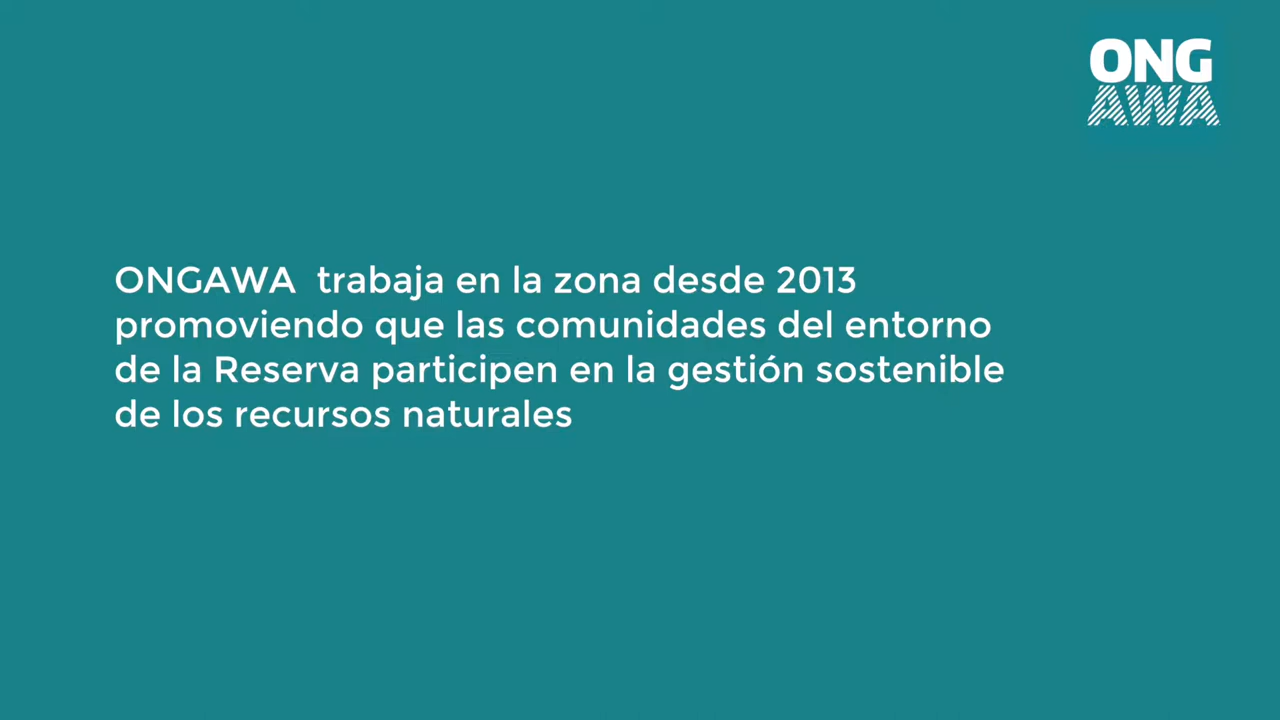 ONG
AWA
ONGAWA  trabaja en la zona desde 2013
promoviendo que las comunidades del entorno
de la Reserva participen en la gestión sostenible
de los recursos naturales